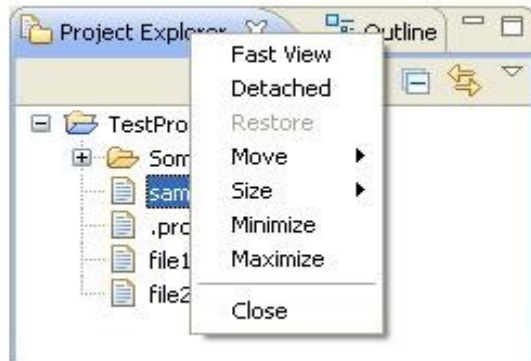 Project Explorer
Outline
Fast View
Detached
Restore
Move
Size
Minimize
Maximize
Close
TestPro
Som
sam
.pro
file1
file2